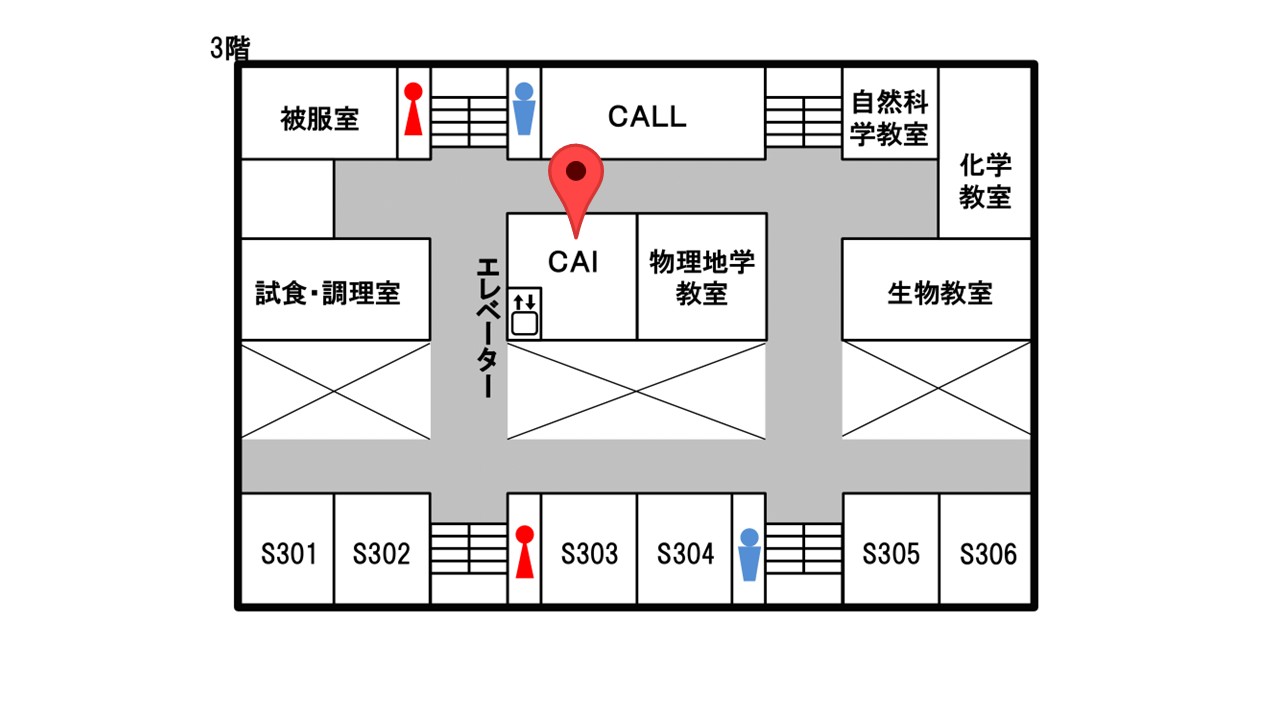 3階
被服室
CALL
自然科
学教室
化学
教室
エレベーター
CAI
物理地学
教室
試食・調理室
生物教室
S301
S302
S303
S304
S305
S306